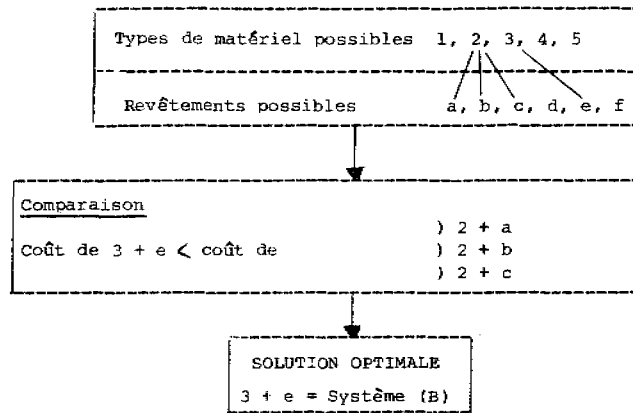 Types de matériel possibles 1, 2, 3, 4, 5
Revêtements possibles a, b, c, d, e, f
Comparaison
) 2 + a
Coût de 3 + e < coût de ) 2 + b
) 2 + c
SOLUTION OPTIMALE
3 + e = Système (B)